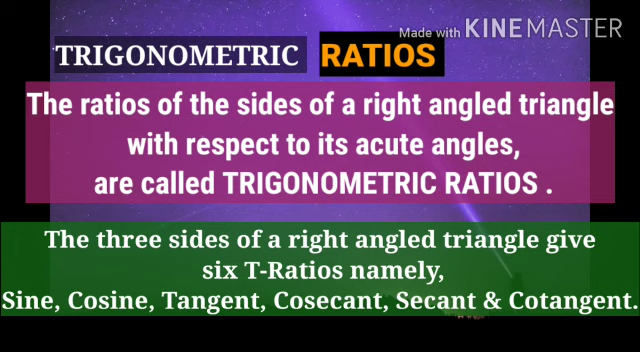 Made with KINEMASTER
TRIGONOMETRIC RATIOS
The ratios of the sides of a right angled triangle
with respect to its acute angles,
are called TRIGONOMETRIC RATIOS .
The three sides of a right angled triangle give
six T-Ratios namely,
Sine, Cosine, Tangent, Cosecant, Secant & Cotangent.